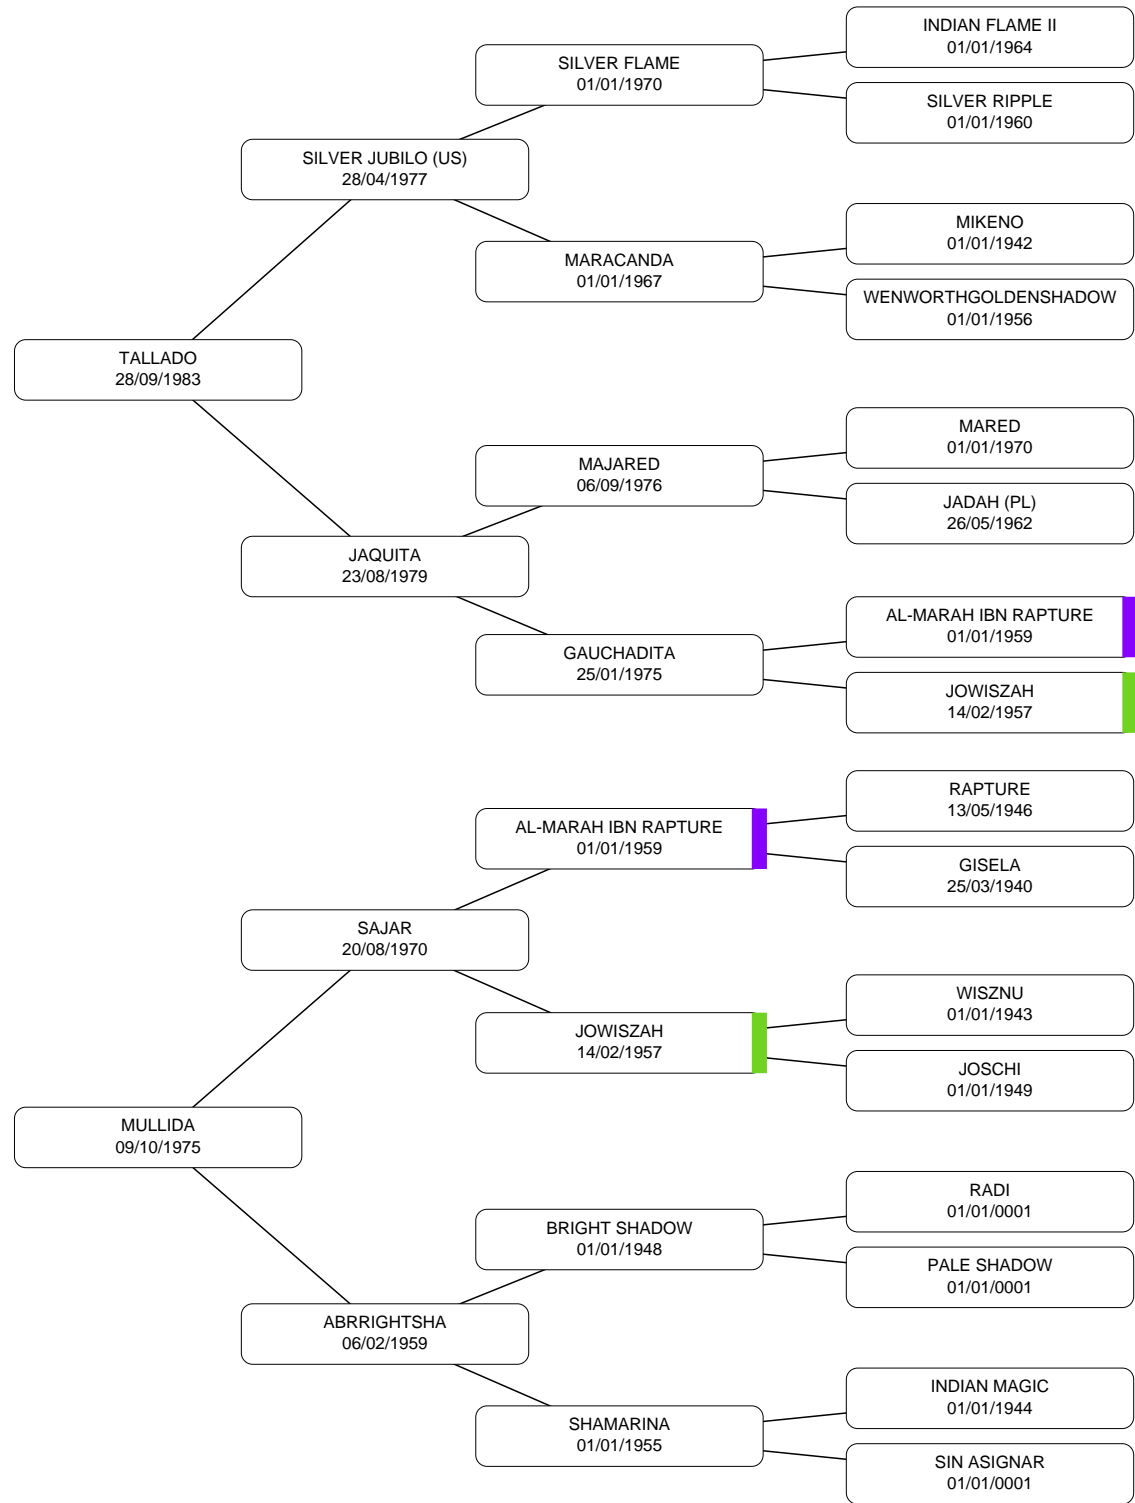 INDIAN FLAME II
01/01/1964
SILVER FLAME
01/01/1970
SILVER RIPPLE
01/01/1960
SILVER JUBILO (US)
28/04/1977
MIKENO
01/01/1942
MARACANDA
01/01/1967
WENWORTHGOLDENSHADOW
01/01/1956
TALLADO
28/09/1983
MARED
01/01/1970
MAJARED
06/09/1976
JADAH (PL)
26/05/1962
JAQUITA
23/08/1979
AL-MARAH IBN RAPTURE
01/01/1959
GAUCHADITA
25/01/1975
JOWISZAH
14/02/1957
RAPTURE
13/05/1946
AL-MARAH IBN RAPTURE
01/01/1959
GISELA
25/03/1940
SAJAR
20/08/1970
WISZNU
01/01/1943
JOWISZAH
14/02/1957
JOSCHI
01/01/1949
MULLIDA
09/10/1975
RADI
01/01/0001
BRIGHT SHADOW
01/01/1948
PALE SHADOW
01/01/0001
ABRRIGHTSHA
06/02/1959
INDIAN MAGIC
01/01/1944
SHAMARINA
01/01/1955
SIN ASIGNAR
01/01/0001